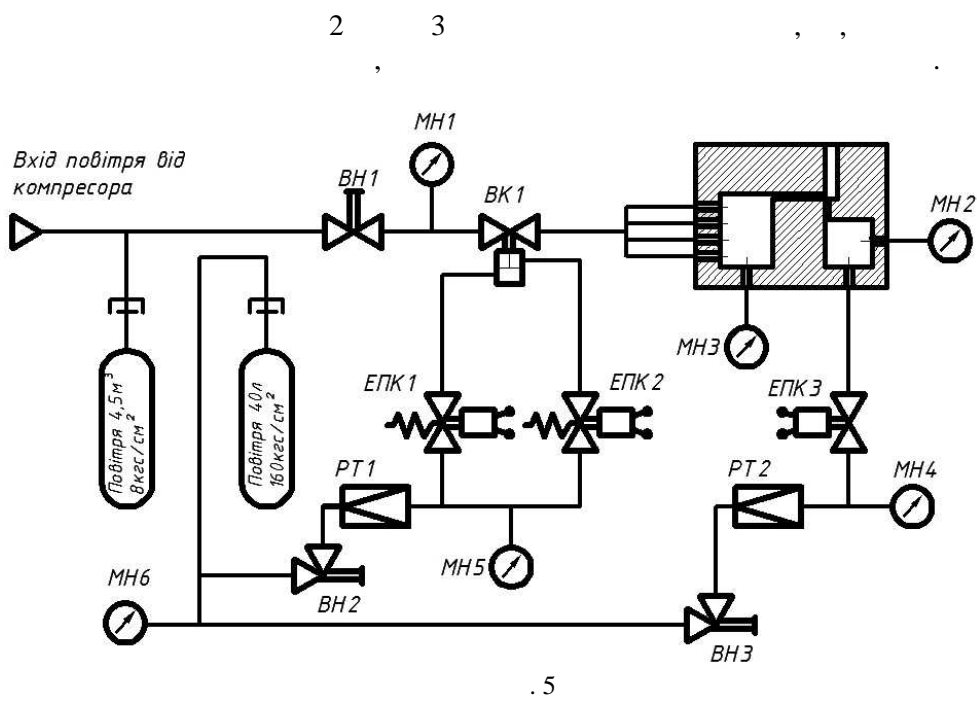 2 3 , ,
, .
МН1
Вхід повітря від
компресора
ВН1
ВК1
МН2
МН3
ЕПК1
ЕПК2
ЕПК3
Повітря 4,5м³
8кгс/см²
Повітря 40л
160кгс/см²
РТ1
РТ2
МН4
МН5
МН6
ВН2
ВН3
. 5